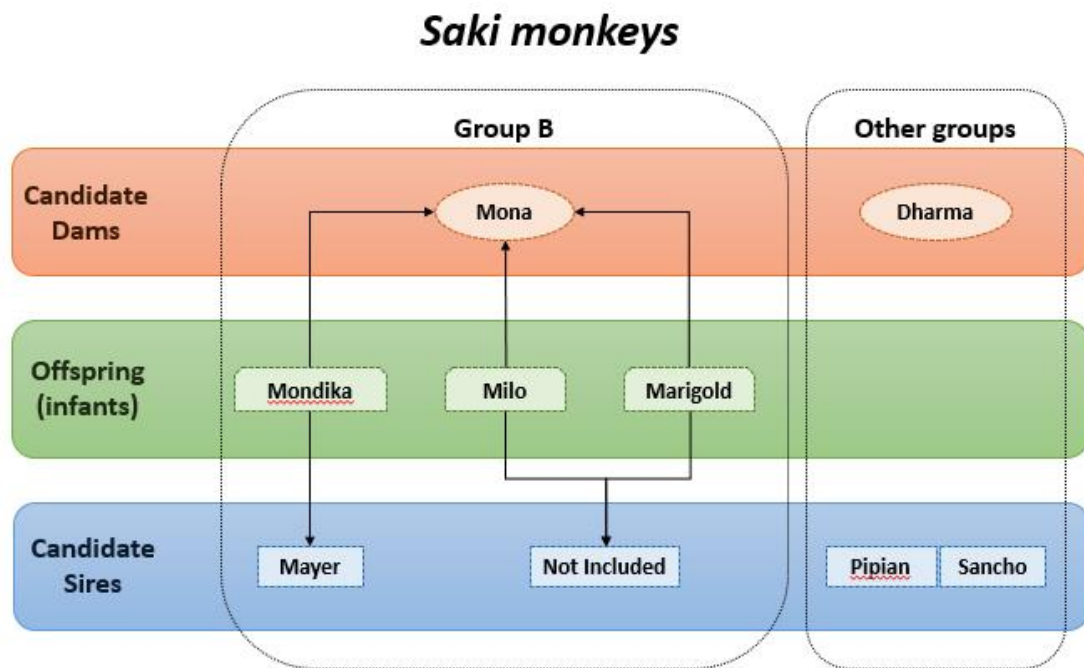 Saki monkeys
Group B
Other groups
Candidate
Dams
Mona
Dharma
Offspring
(infants)
Mondika
Milo
Marigold
Candidate
Sires
Mayer
Not Included
Pipian
Sancho